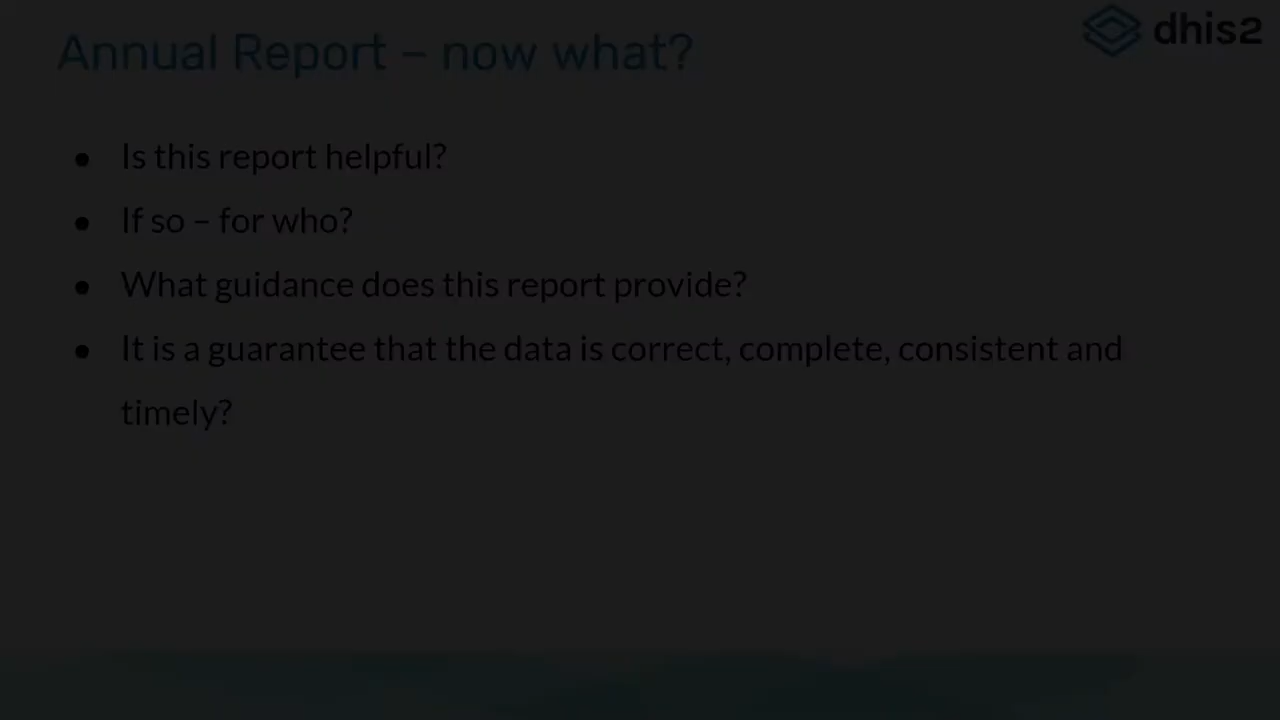 dhis2
Annual Report – now what?
● Is this report helpful?
● If so – for who?
● What guidance does this report provide?
● It is a guarantee that the data is correct, complete, consistent and
timely?